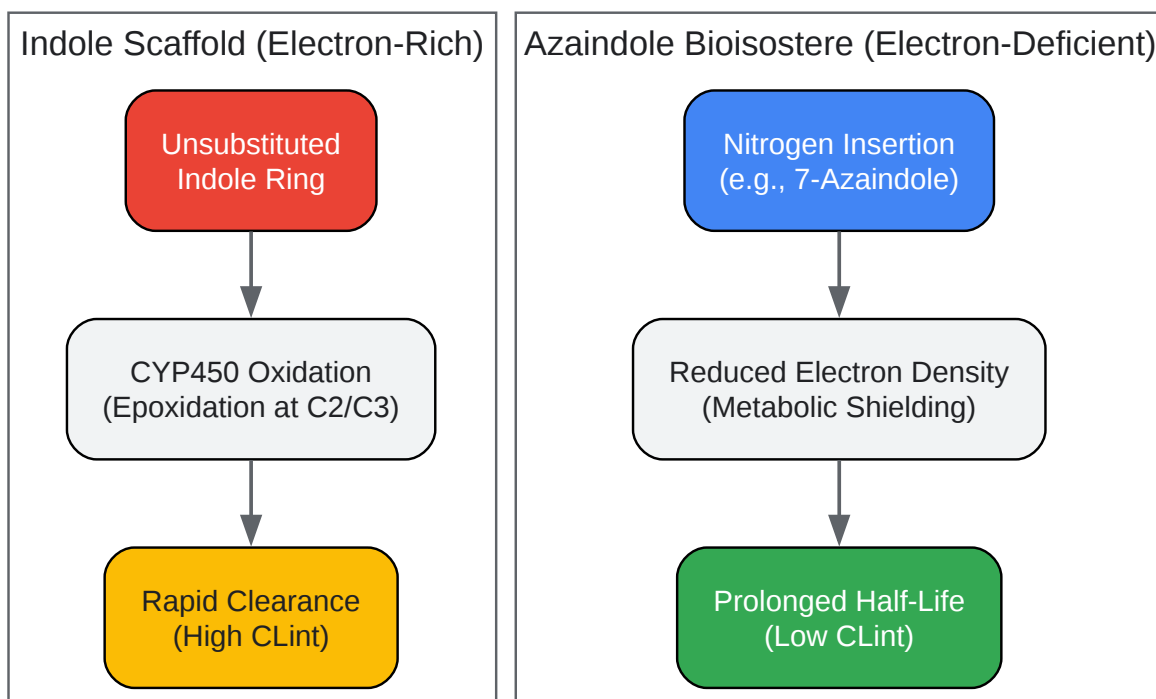 Indole Scaffold (Electron-Rich)
Unsubstituted
Indole Ring
CYP450 Oxidation
(Epoxidation at C2/C3)
Rapid Clearance
(High CLint)
Azaindole Bioisostere (Electron-Deficient)
Nitrogen Insertion
(e.g., 7-Azaindole)
Reduced Electron Density
(Metabolic Shielding)
Prolonged Half-Life
(Low CLint)